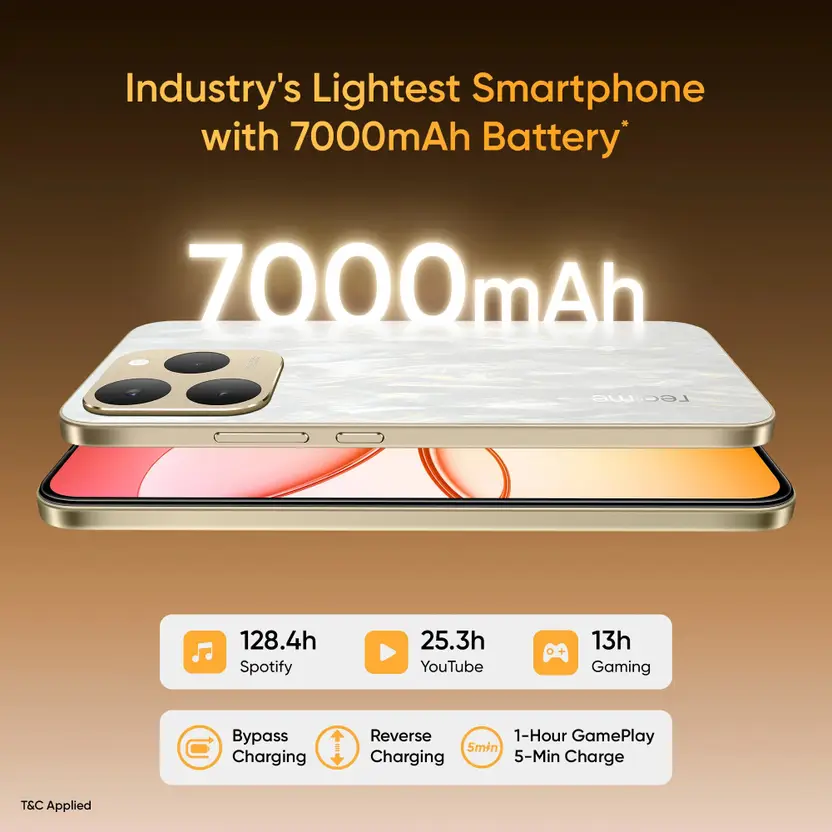 Industry's Lightest Smartphone
with 7000mAh Battery*
7000mAh
realme
128.4h
Spotify
25.3h
YouTube
13h
Gaming
Bypass
Charging
Reverse
Charging
5min
1-Hour GamePlay
5-Min Charge
T&C Applied